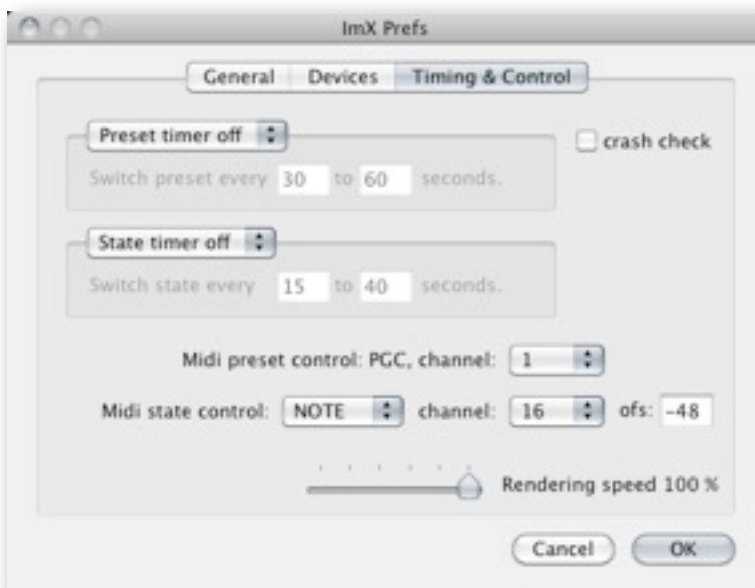 ImX Prefs
General Devices Timing & Control
Preset timer off
crash check
Switch preset every 30 to 60 seconds.
State timer off
Switch state every 15 to 40 seconds.
Midi preset control: PGC, channel: 1
Midi state control: NOTE channel: 16 ofs: -48
Rendering speed 100 %
Cancel OK